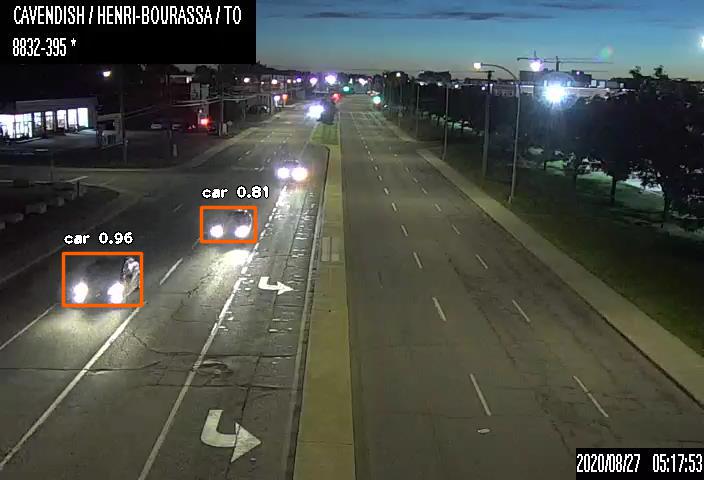 CAVENDISH / HENRI-BOURASSA / TO
8832-395 *
car 0.81
car 0.96
2020/08/27 05:17:53